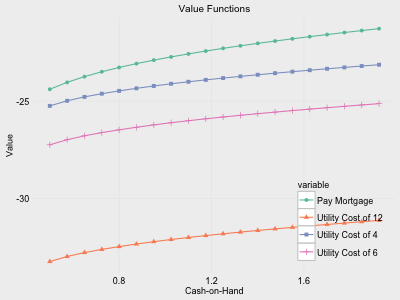 Value Functions
-25
-30
Value
0.8 1.2 1.6
Cash-on-Hand
variable
Pay Mortgage
Utility Cost of 12
Utility Cost of 4
Utility Cost of 6